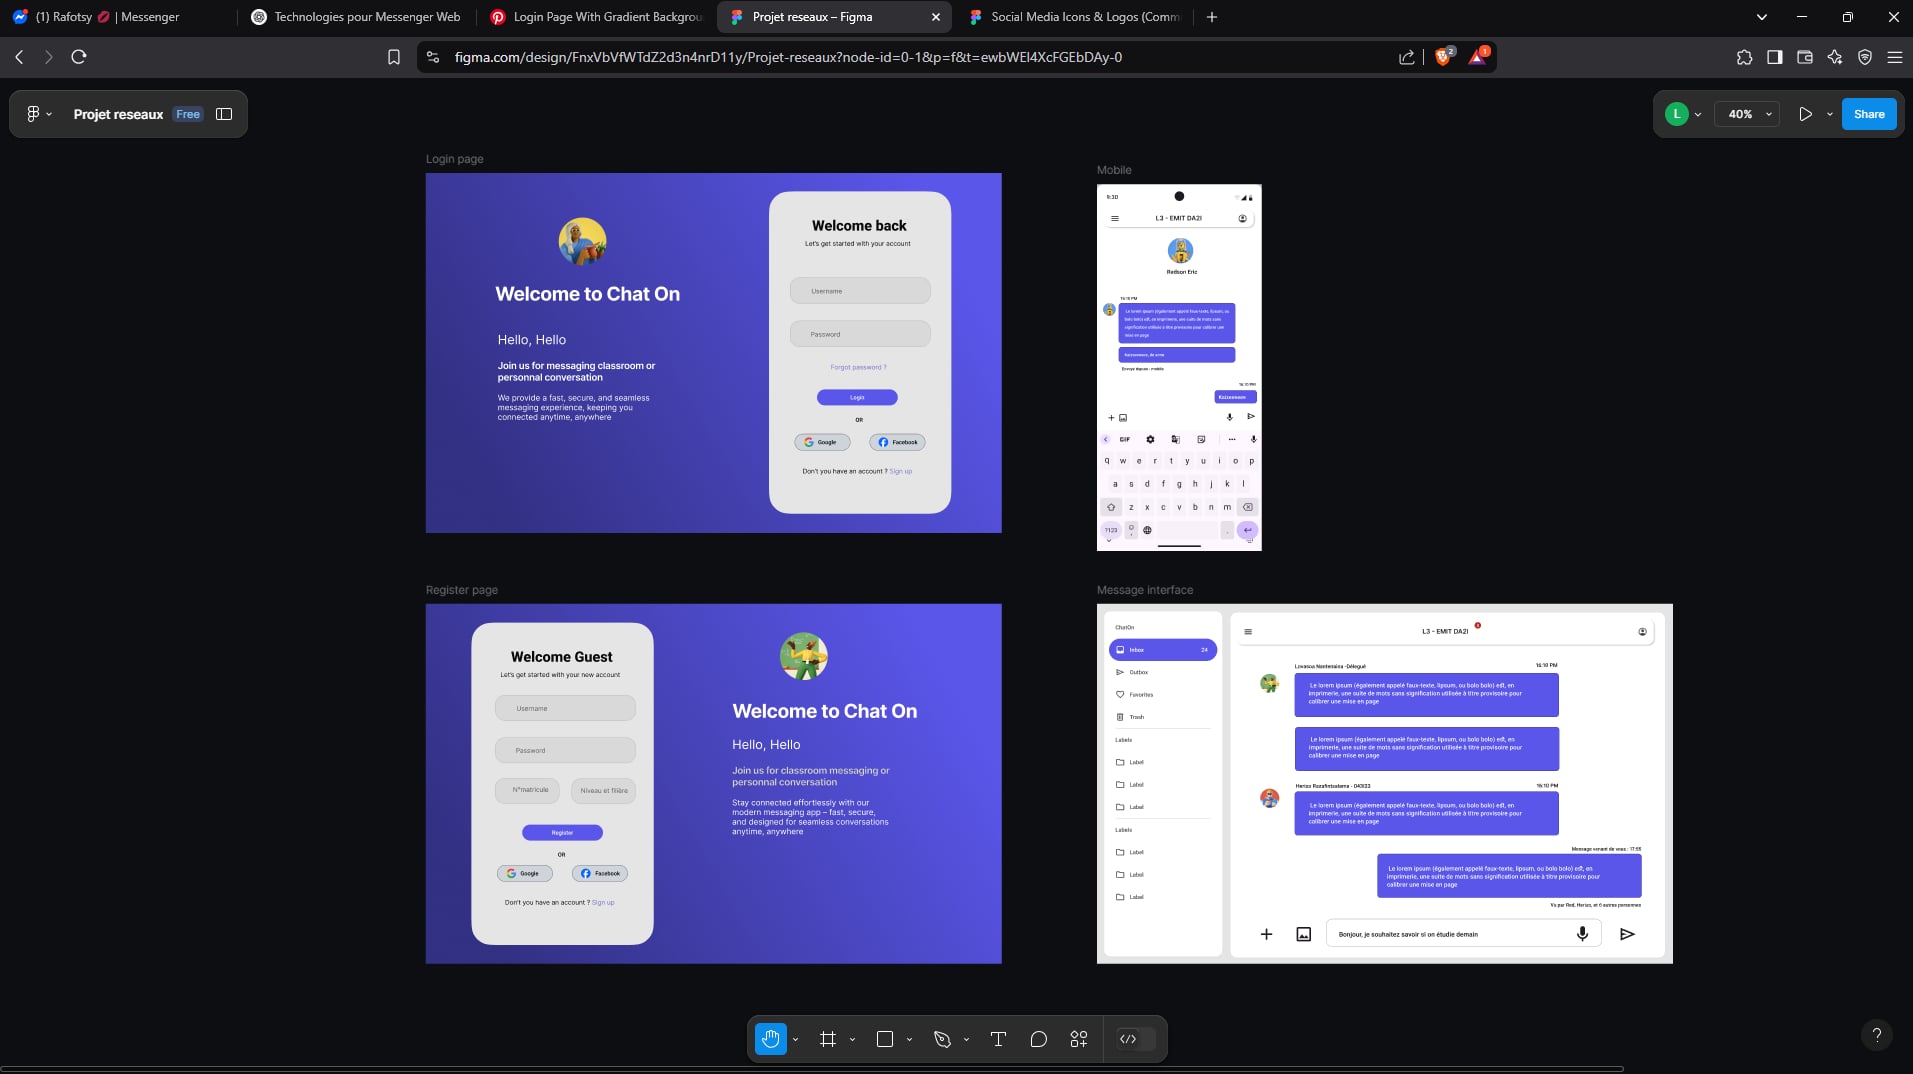 (1) Rafotsy 💋 | Messenger
Technologies pour Messenger Web
Login Page With Gradient Backgrou
Projet reseaux – Figma
Social Media Icons & Logos (Comm
figma.com/design/FnxVbVfWTdZ2d3n4nrD11y/Projet-reseaux?node-id=0-1&p=f&t=ewbWEl4XcFGEbDAy-0
2
1
Projet reseaux
Free
L
40%
Share
Login page
Welcome to Chat On
Hello, Hello
Join us for messaging classroom or
personnal conversation
We provide a fast, secure, and seamless
messaging experience, keeping you
connected anytime, anywhere
Welcome back
Let's get started with your account
Username
Password
Forgot password ?
Login
OR
Google
Facebook
Don't you have an account ? Sign up
Mobile
9:30
L3 - EMIT DA2I
Redson Eric
16:10 PM
Le lorem ipsum (également appelé faux-texte, lipsum, ou
bolo bolo) est, en imprimerie, une suite de mots sans
signification utilisée à titre provisoire pour calibrer une
mise en page
Envoyé depuis : mobile
16:10 PM
GIF
q w e r t y u i o p
a s d f g h j k l
z x c v b n m
?123
, .
Register page
Welcome Guest
Let's get started with your new account
Username
Password
N°matricule
Niveau et filière
Register
OR
Google
Facebook
Don't you have an account ? Sign up
Welcome to Chat On
Hello, Hello
Join us for classroom messaging or
personnal conversation
Stay connected effortlessly with our
modern messaging app – fast, secure,
and designed for seamless conversations
anytime, anywhere
Message interface
ChatOn
Inbox 24
Outbox
Favorites
Trash
Labels
Label
Label
Label
Labels
Label
Label
Label
L3 - EMIT DA2I
Lovasoa Nantenaina -Délegué
16:10 PM
Le lorem ipsum (également appelé faux-texte, lipsum, ou bolo bolo) est, en
imprimerie, une suite de mots sans signification utilisée à titre provisoire pour
calibrer une mise en page
Le lorem ipsum (également appelé faux-texte, lipsum, ou bolo bolo) est, en
imprimerie, une suite de mots sans signification utilisée à titre provisoire pour
calibrer une mise en page
16:10 PM
Le lorem ipsum (également appelé faux-texte, lipsum, ou bolo bolo) est, en
imprimerie, une suite de mots sans signification utilisée à titre provisoire pour
calibrer une mise en page
Message venant de vous : 17:55
Le lorem ipsum (également appelé faux-texte, lipsum, ou bolo bolo) est, en
imprimerie, une suite de mots sans signification utilisée à titre provisoire pour
calibrer une mise en page
Vu par Red, Herizo, et 6 autres personnes
Bonjour, je souhaitez savoir si on étudie demain
?